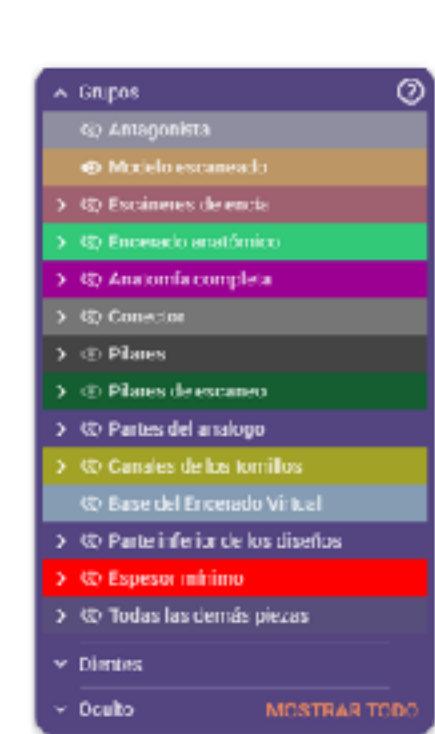 Grupos
Antagonista
Modelo escaneado
Escáneres de encía
Encerado anatómico
Anatomía completa
Conector
Pilares
Pilares de escaneo
Partes del analogo
Canales de los tornillos
Base del Encerado Virtual
Parte inferior de los diseños
Espesor mínimo
Todas las demás piezas
Dientes
Oculto MOSTRAR TODO